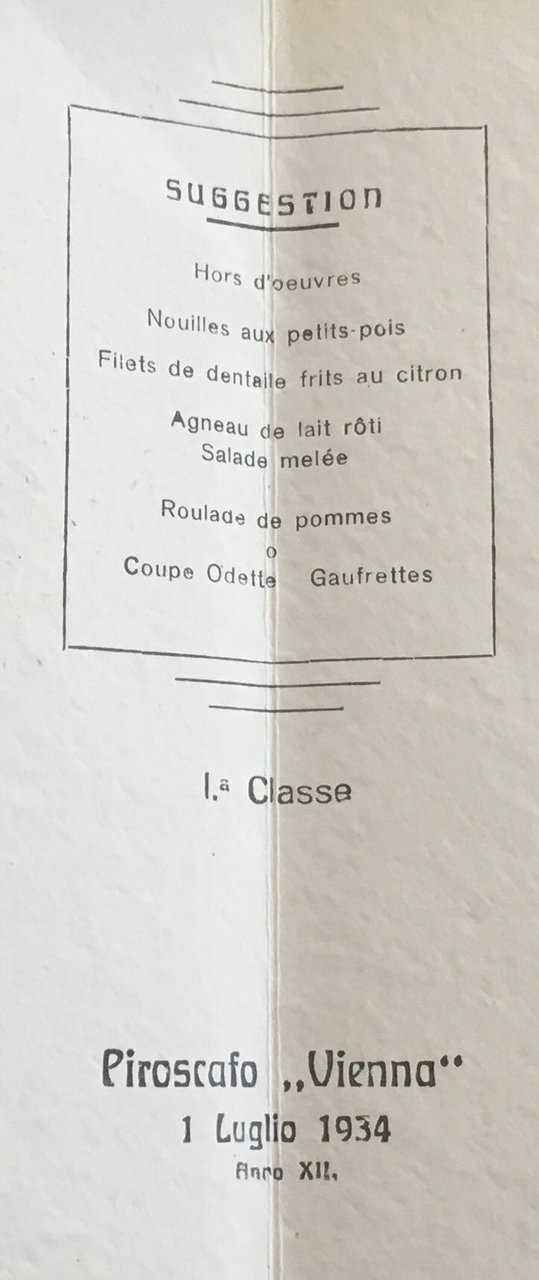 SUGGESTION
Hors d'oeuvres
Nouilles aux petits-pois
Filets de dentaile frits au citron
Agneau de lait rôti
Salade melée
Roulade de pommes
o
Coupe Odette Gaufrettes
I.ª Classe
Piroscafo „Vienna“
1 Luglio 1934
Anno XII.